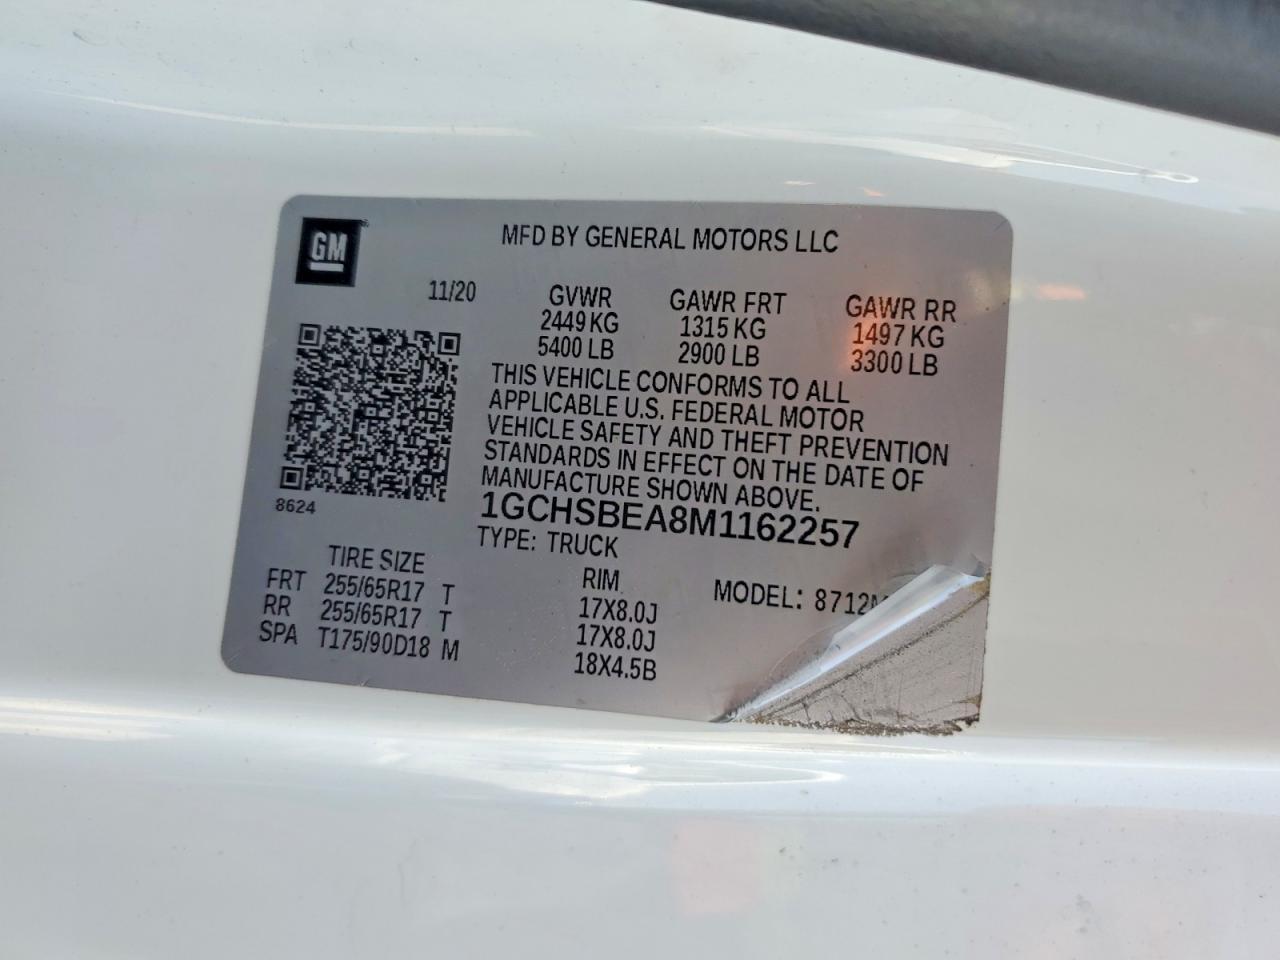 GM
MFD BY GENERAL MOTORS LLC
11/20 GVWR GAWR FRT GAWR RR
2449 KG 1315 KG 1497 KG
5400 LB 2900 LB 3300 LB
THIS VEHICLE CONFORMS TO ALL
APPLICABLE U.S. FEDERAL MOTOR
VEHICLE SAFETY AND THEFT PREVENTION
STANDARDS IN EFFECT ON THE DATE OF
MANUFACTURE SHOWN ABOVE.
8624
1GCHSBEA8M1162257
TYPE: TRUCK
TIRE SIZE RIM MODEL:
FRT 255/65R17 T 17X8.0J
RR 255/65R17 T 17X8.0J
SPA T175/90D18 M 18X4.5B